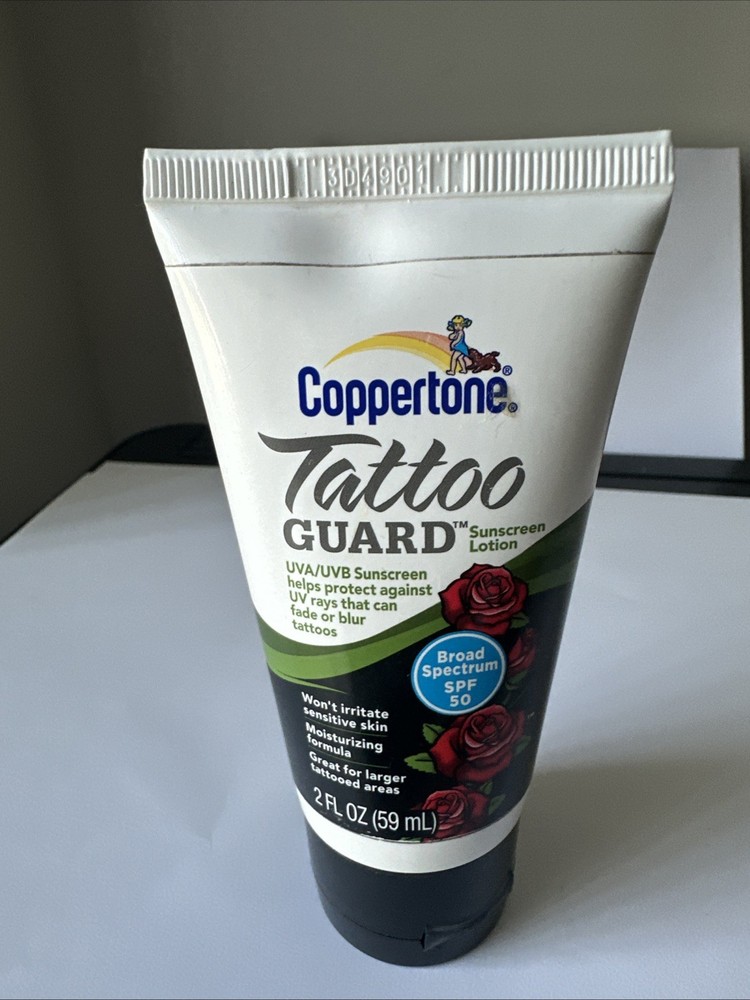 3D4901
Coppertone®
Tattoo
GUARD™ Sunscreen
Lotion
UVA/UVB Sunscreen
helps protect against
UV rays that can
fade or blur
tattoos
Broad
Spectrum
SPF
50
Won't irritate
sensitive skin
Moisturizing
formula
Great for larger
tattooed areas
2 FL OZ (59 mL)